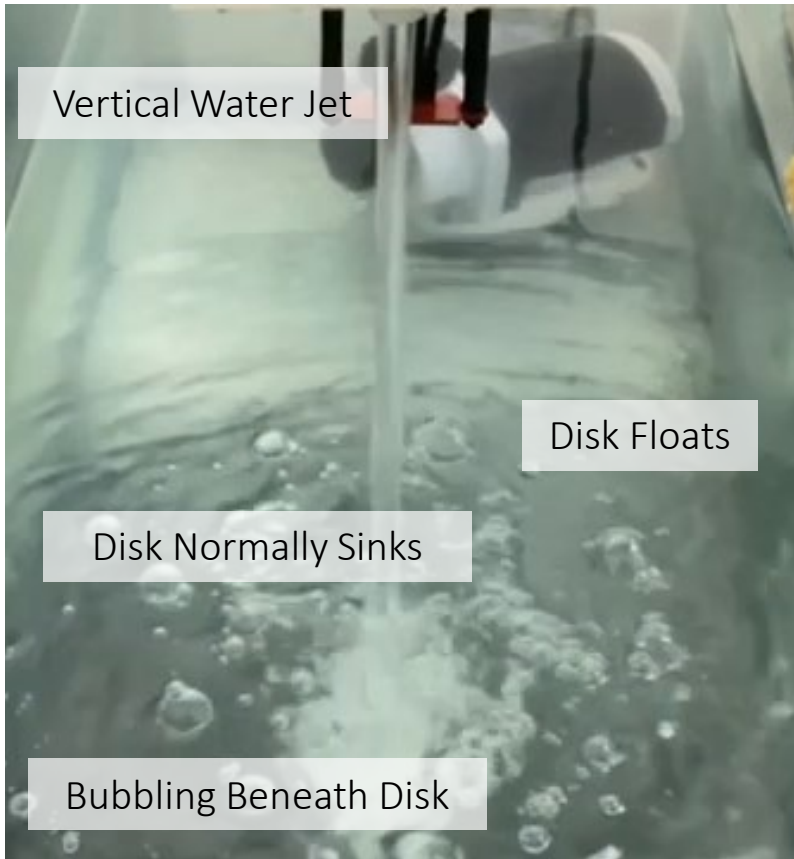 Vertical Water Jet
Disk Floats
Disk Normally Sinks
Bubbling Beneath Disk